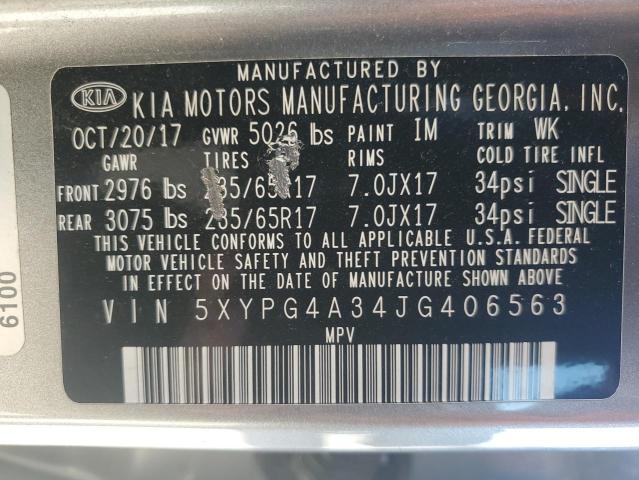 MANUFACTURED BY
KIA KIA MOTORS MANUFACTURING GEORGIA, INC.
OCT/20/17 GVWR 5026 lbs PAINT IM TRIM WK
GAWR TIRES RIMS COLD TIRE INFL
FRONT 2976 lbs 235/65R17 7.0JX17 34psi SINGLE
REAR 3075 lbs 235/65R17 7.0JX17 34psi SINGLE
THIS VEHICLE CONFORMS TO ALL APPLICABLE U.S.A. FEDERAL
MOTOR VEHICLE SAFETY AND THEFT PREVENTION STANDARDS
IN EFFECT ON THE DATE OF MANUFACTURE SHOWN ABOVE.
VIN 5XYPG4A34JG406563
MPV
6100